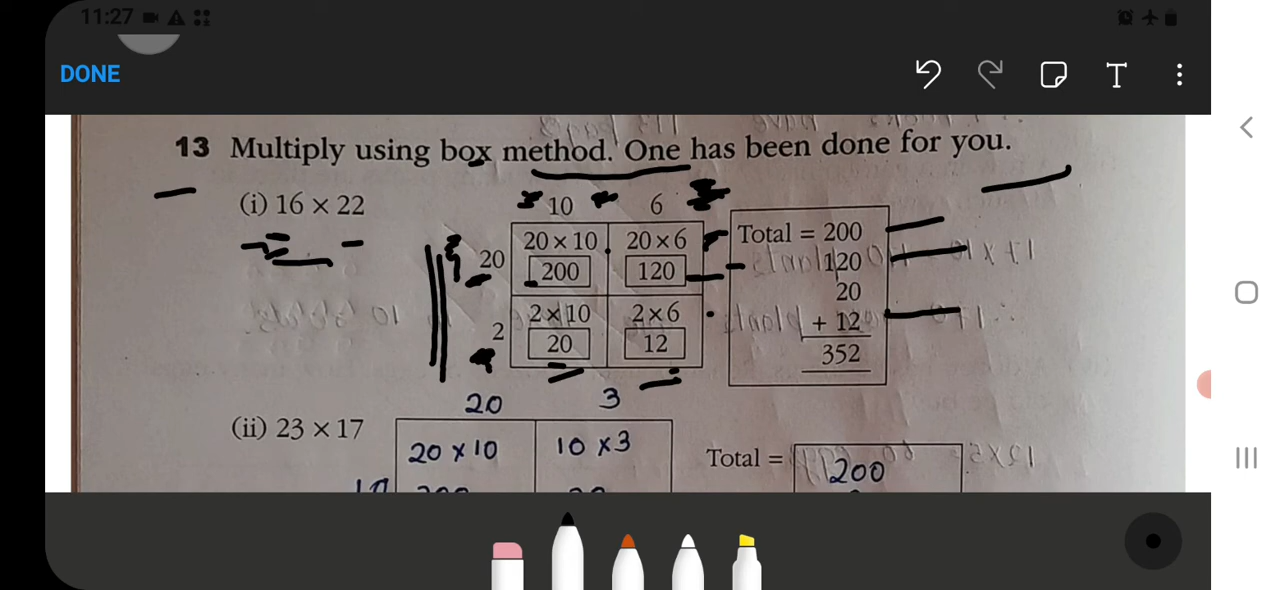 11:27
DONE
T
13 Multiply using box method. One has been done for you.
(i) 16 × 22
10 6
20 × 10 20 × 6
20
200 120
2 × 10 2 × 6
2
20 12
Total = 200
120
20
+ 12
352
20 3
(ii) 23 × 17
20 × 10 10 × 3
Total =
200